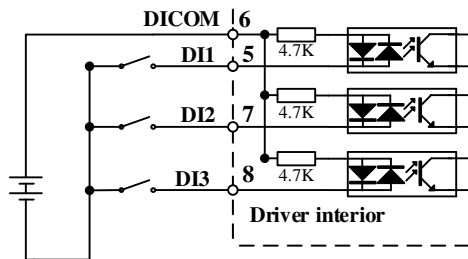 DICOM 6
4.7K
DI1 5
4.7K
DI2 7
4.7K
DI3 8
Driver interior